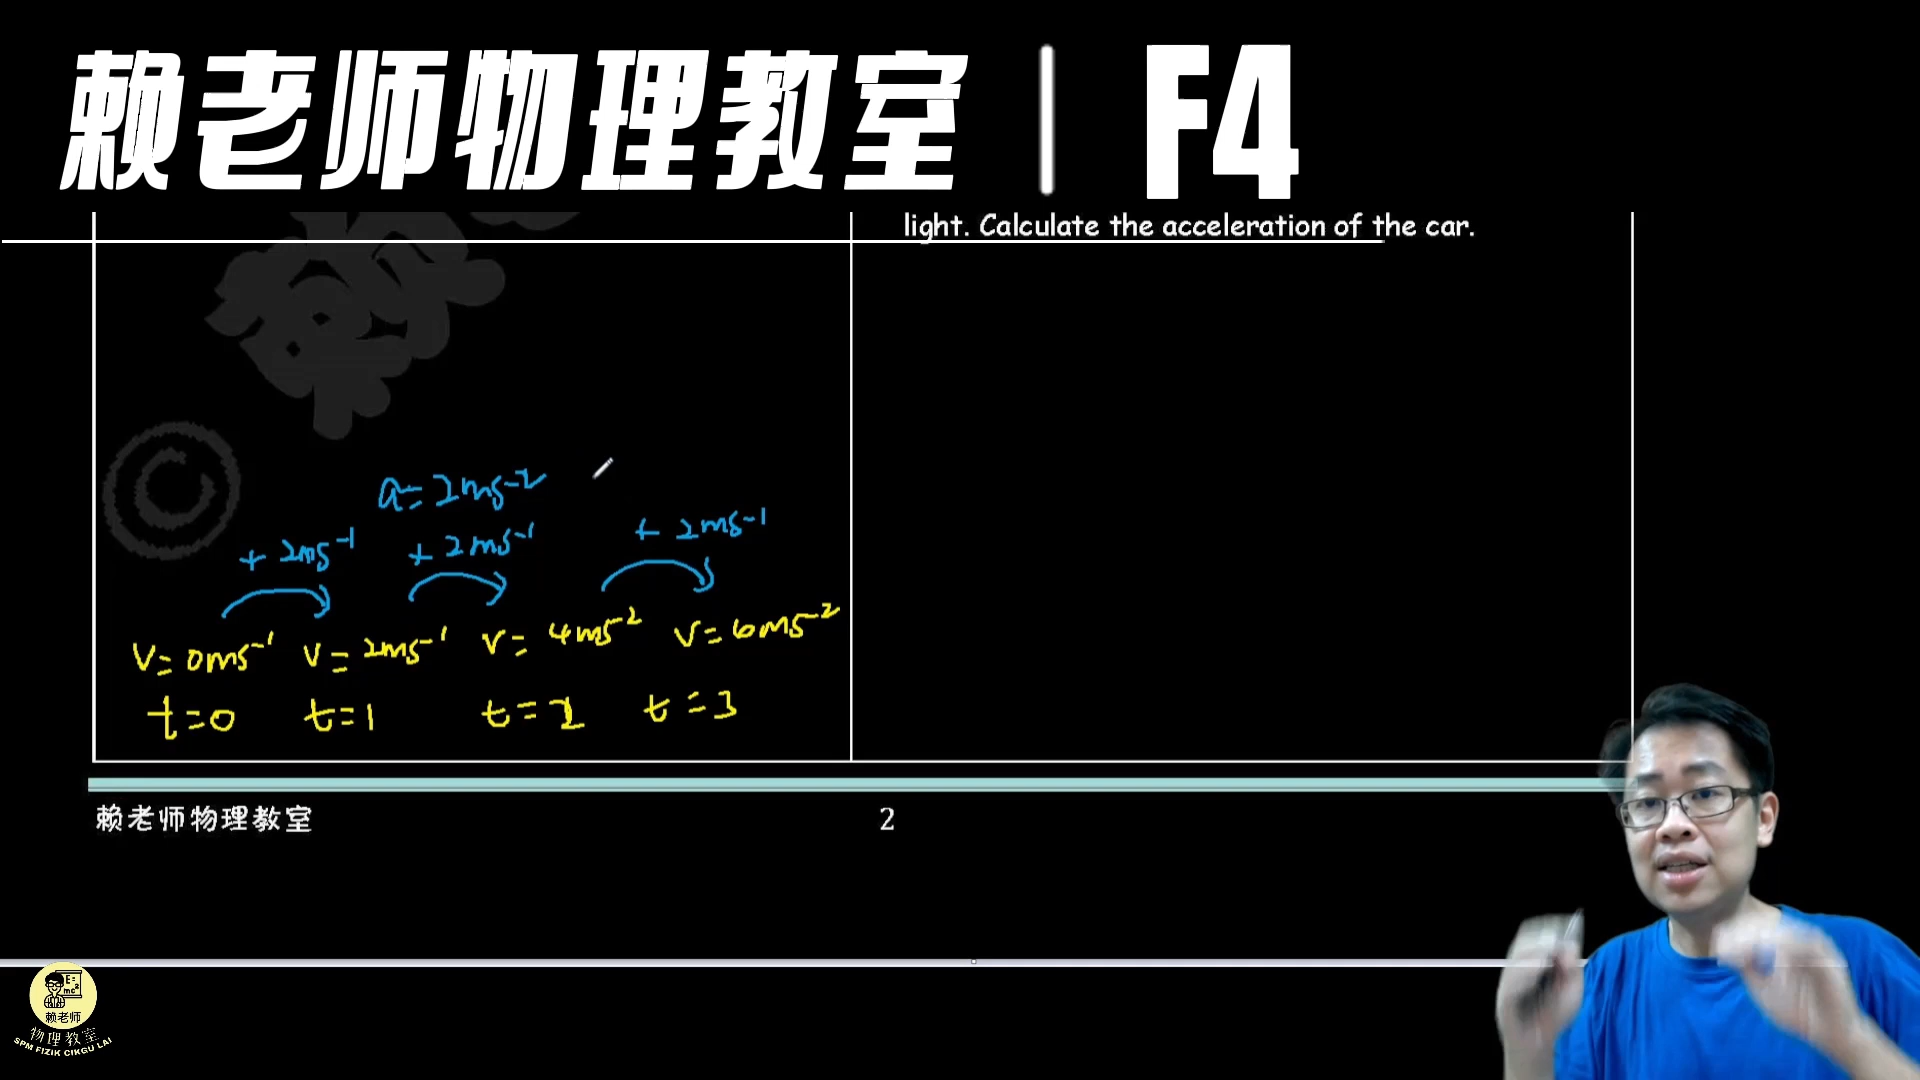 赖老师物理教室 | F4
light. Calculate the acceleration of the car.
a = 2ms⁻²
+ 2ms⁻¹ + 2ms⁻¹ + 2ms⁻¹
v = 0ms⁻¹ v = 2ms⁻¹ v = 4ms⁻² v = 6ms⁻²
t = 0 t = 1 t = 2 t = 3
赖老师物理教室 2
E=
mc²
赖老师
物理教室
SPM FIZIK CIKGU LAI